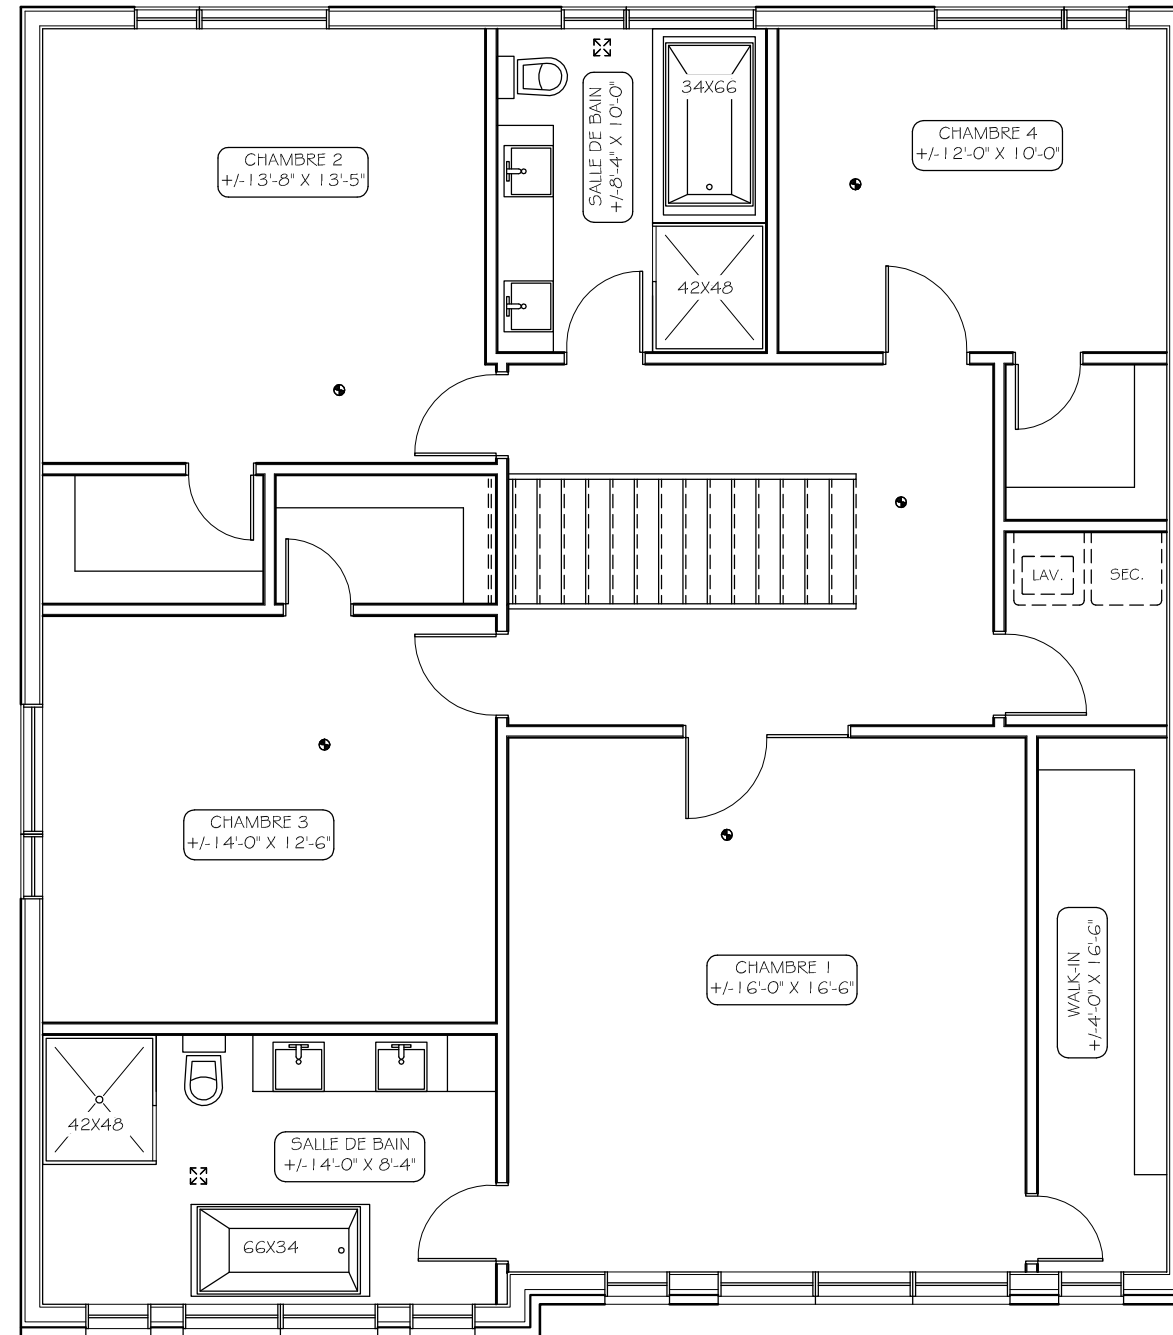 CHAMBRE 2
+/-13'-8" X 13'-5"
SALLE DE BAIN
+/-8'-4" X 10'-0"
34X66
42X48
CHAMBRE 4
+/-12'-0" X 10'-0"
LAV.
SEC.
CHAMBRE 3
+/-14'-0" X 12'-6"
CHAMBRE 1
+/-16'-0" X 16'-6"
WALK-IN
+/-4'-0" X 16'-6"
42X48
SALLE DE BAIN
+/-14'-0" X 8'-4"
66X34